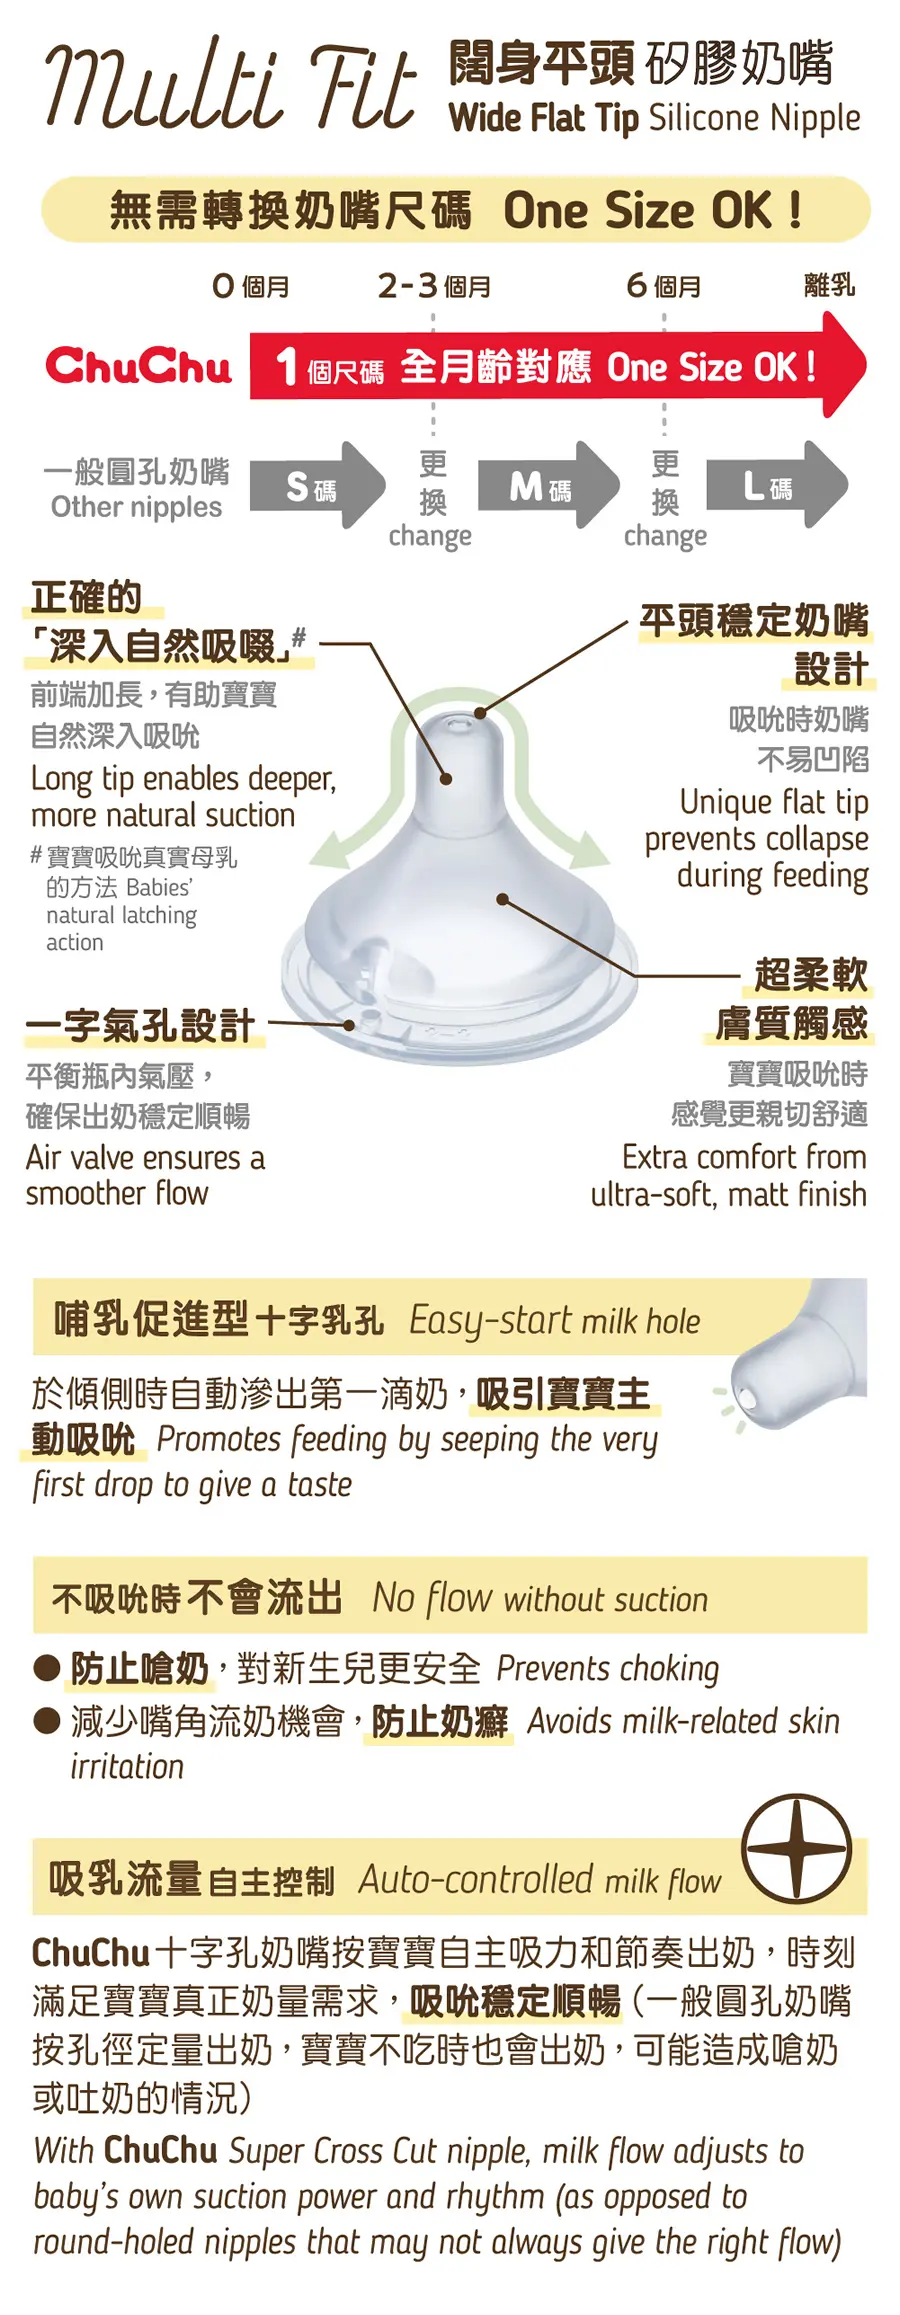 Multi Fit
闊身平頭 矽膠奶嘴
Wide Flat Tip Silicone Nipple
無需轉換奶嘴尺碼 One Size OK !
0 個月 2-3 個月 6 個月 離乳
ChuChu 1 個尺碼 全月齡對應 One Size OK !
一般圓孔奶嘴
Other nipples
S 碼
更
換
change
M 碼
更
換
change
L 碼
正確的
「深入自然吸啜」#
前端加長，有助寶寶
自然深入吸吮
Long tip enables deeper,
more natural suction
# 寶寶吸吮真實母乳
的方法 Babies’
natural latching
action
平頭穩定奶嘴
設計
吸吮時奶嘴
不易凹陷
Unique flat tip
prevents collapse
during feeding
一字氣孔設計
平衡瓶內氣壓，
確保出奶穩定順暢
Air valve ensures a
smoother flow
超柔軟
膚質觸感
寶寶吸吮時
感覺更親切舒適
Extra comfort from
ultra-soft, matt finish
哺乳促進型十字乳孔 Easy-start milk hole
於傾側時自動滲出第一滴奶，吸引寶寶主
動吸吮 Promotes feeding by seeping the very
first drop to give a taste
不吸吮時不會流出 No flow without suction
● 防止嗆奶，對新生兒更安全 Prevents choking
● 減少嘴角流奶機會，防止奶癬 Avoids milk-related skin
irritation
吸乳流量自主控制 Auto-controlled milk flow
ChuChu十字孔奶嘴按寶寶自主吸力和節奏出奶，時刻
滿足寶寶真正奶量需求，吸吮穩定順暢（一般圓孔奶嘴
按孔徑定量出奶，寶寶不吃時也會出奶，可能造成嗆奶
或吐奶的情況）
With ChuChu Super Cross Cut nipple, milk flow adjusts to
baby’s own suction power and rhythm (as opposed to
round-holed nipples that may not always give the right flow)